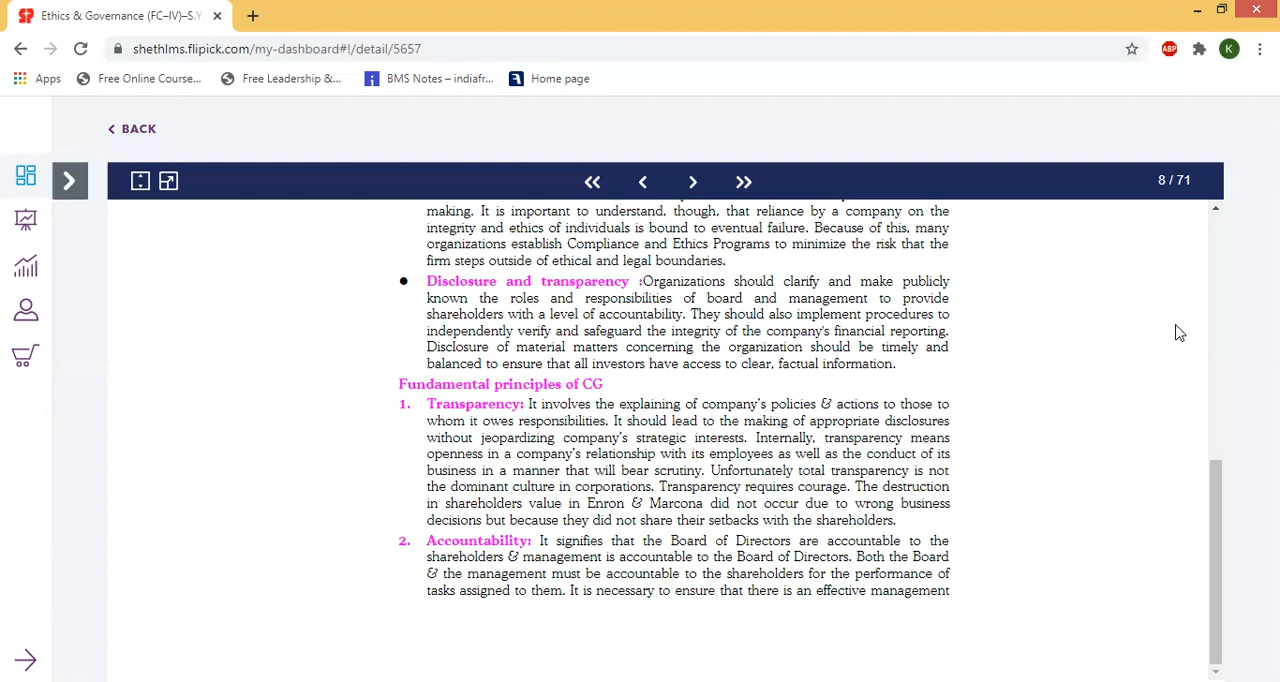 Ethics & Governance (FC–IV)–S.Y.
shethlms.flipick.com/my-dashboard#!/detail/5657
ABP
K
Apps
Free Online Course...
Free Leadership &...
BMS Notes – indiafr...
Home page
BACK
8 / 71
making. It is important to understand, though, that reliance by a company on the
integrity and ethics of individuals is bound to eventual failure. Because of this, many
organizations establish Compliance and Ethics Programs to minimize the risk that the
firm steps outside of ethical and legal boundaries.
● Disclosure and transparency :Organizations should clarify and make publicly
known the roles and responsibilities of board and management to provide
shareholders with a level of accountability. They should also implement procedures to
independently verify and safeguard the integrity of the company's financial reporting.
Disclosure of material matters concerning the organization should be timely and
balanced to ensure that all investors have access to clear, factual information.
Fundamental principles of CG
1. Transparency: It involves the explaining of company's policies & actions to those to
whom it owes responsibilities. It should lead to the making of appropriate disclosures
without jeopardizing company's strategic interests. Internally, transparency means
openness in a company's relationship with its employees as well as the conduct of its
business in a manner that will bear scrutiny. Unfortunately total transparency is not
the dominant culture in corporations. Transparency requires courage. The destruction
in shareholders value in Enron & Marcona did not occur due to wrong business
decisions but because they did not share their setbacks with the shareholders.
2. Accountability: It signifies that the Board of Directors are accountable to the
shareholders & management is accountable to the Board of Directors. Both the Board
& the management must be accountable to the shareholders for the performance of
tasks assigned to them. It is necessary to ensure that there is an effective management